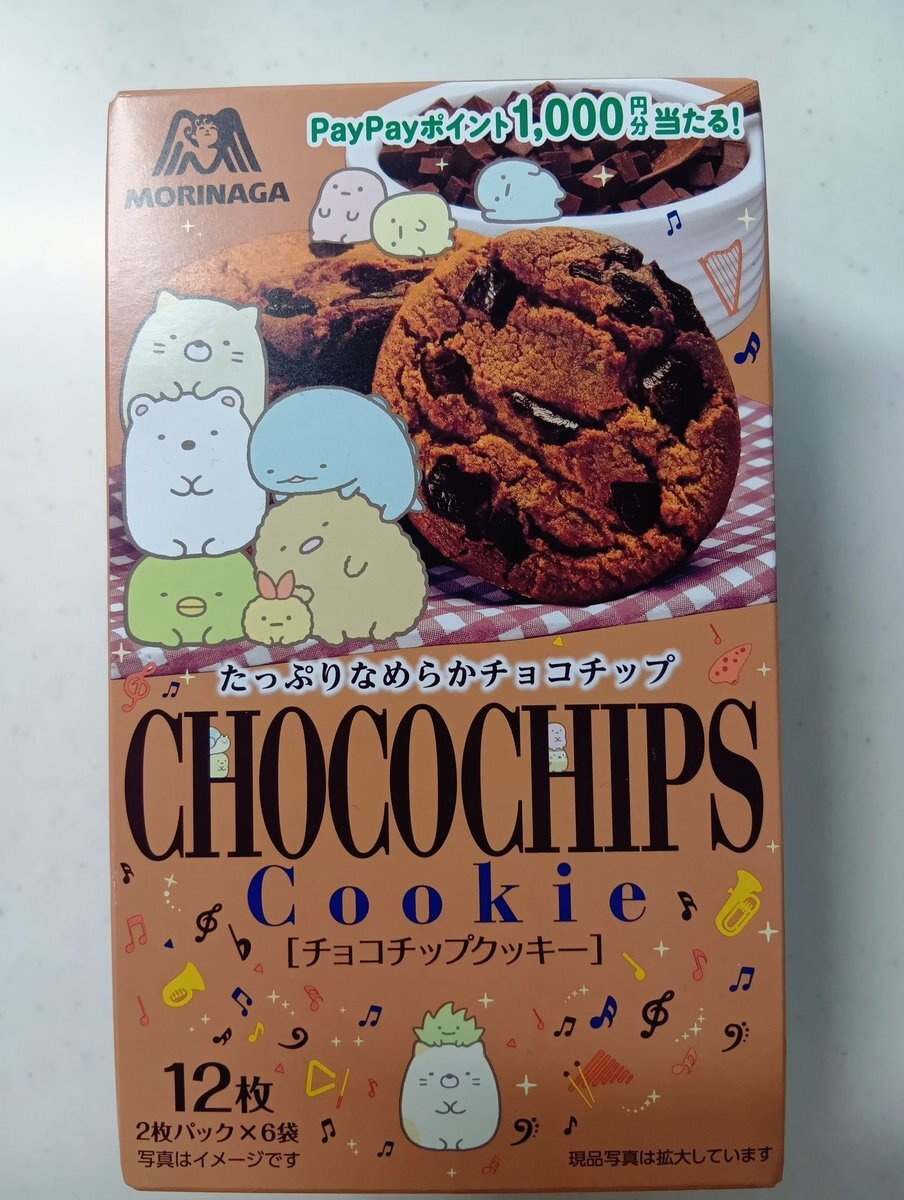 PayPayポイント1,000円分当たる!
MORINAGA
たっぷりなめらかチョコチップ
CHOCOCHIPS
Cookie
[チョコチップクッキー]
12枚
2枚パック×6袋
写真はイメージです
現品写真は拡大しています